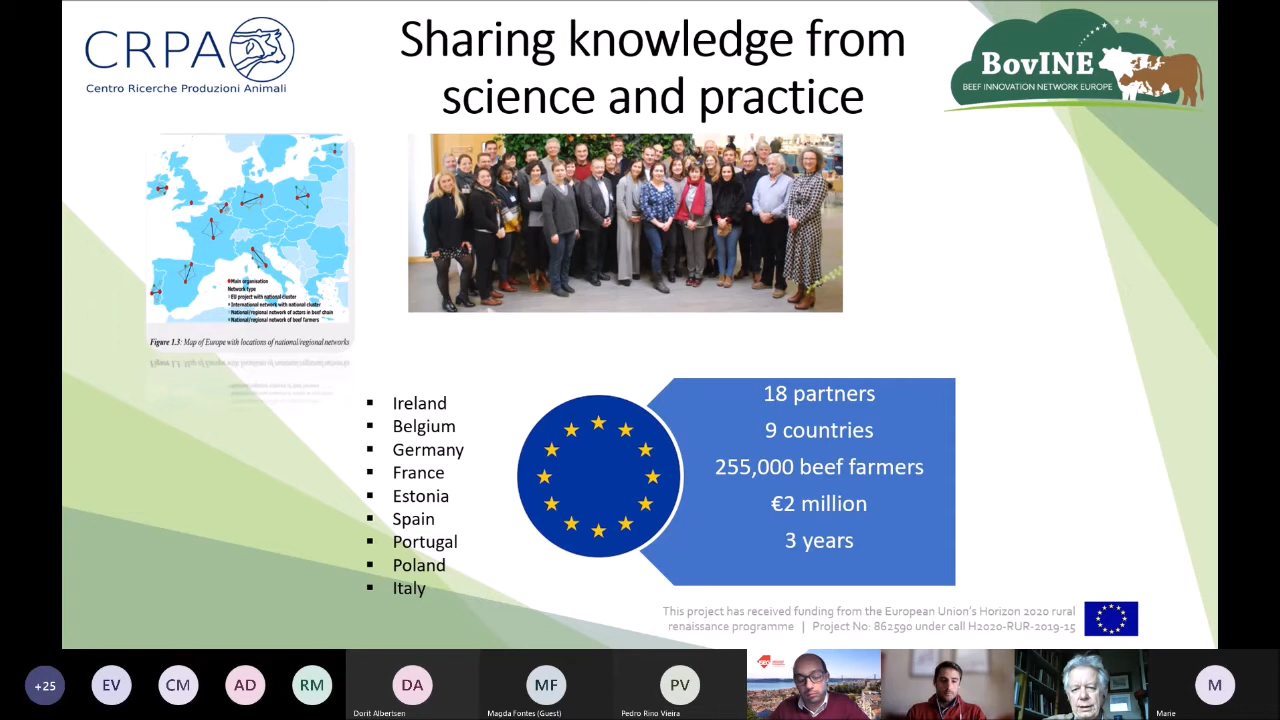 CRPA
Centro Ricerche Produzioni Animali
Sharing knowledge from
science and practice
BovINE
BEEF INNOVATION NETWORK EUROPE
Main organisation
Network type
EU project with national cluster
International network with national cluster
National/regional network of actors in beef chain
National/regional network of beef farmers
Figure 1.3: Map of Europe with locations of national/regional networks
▪ Ireland
▪ Belgium
▪ Germany
▪ France
▪ Estonia
▪ Spain
▪ Portugal
▪ Poland
▪ Italy
18 partners
9 countries
255,000 beef farmers
€2 million
3 years
This project has received funding from the European Union's Horizon 2020 rural
renaissance programme | Project No: 862590 under call H2020-RUR-2019-15
+25
EV
CM
AD
RM
DA
Dorit Albertsen
MF
Magda Fontes (Guest)
PV
Pedro Rino Vieira
M
Marie